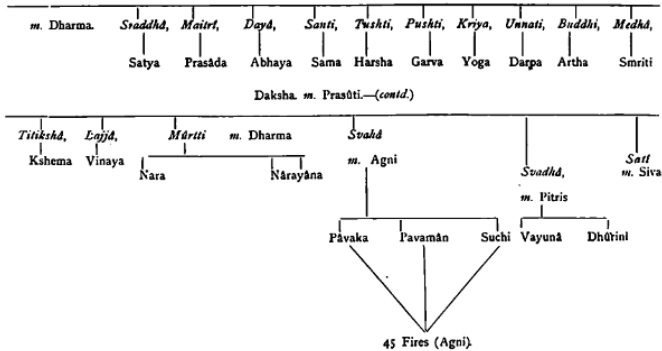 m. Dharma. Sraddhâ, Maitrî, Dayâ, Santi, Tushti, Pushti, Kriya, Unnati, Buddhi, Medhâ,
Satya Prasâda Abhaya Sama Harsha Garva Yoga Darpa Artha Smriti
Daksha. m. Prasûti.—(contd.)
Titikshâ, Lajjâ, Mûrtti m. Dharma Svahâ
Kshema Vinaya m. Agni Svadhâ, Satî
Nara Nârayâna m. Pitris m. Siva
Pâvaka Pavamân Suchi Vayunâ Dhûrinî
45 Fires (Agni).